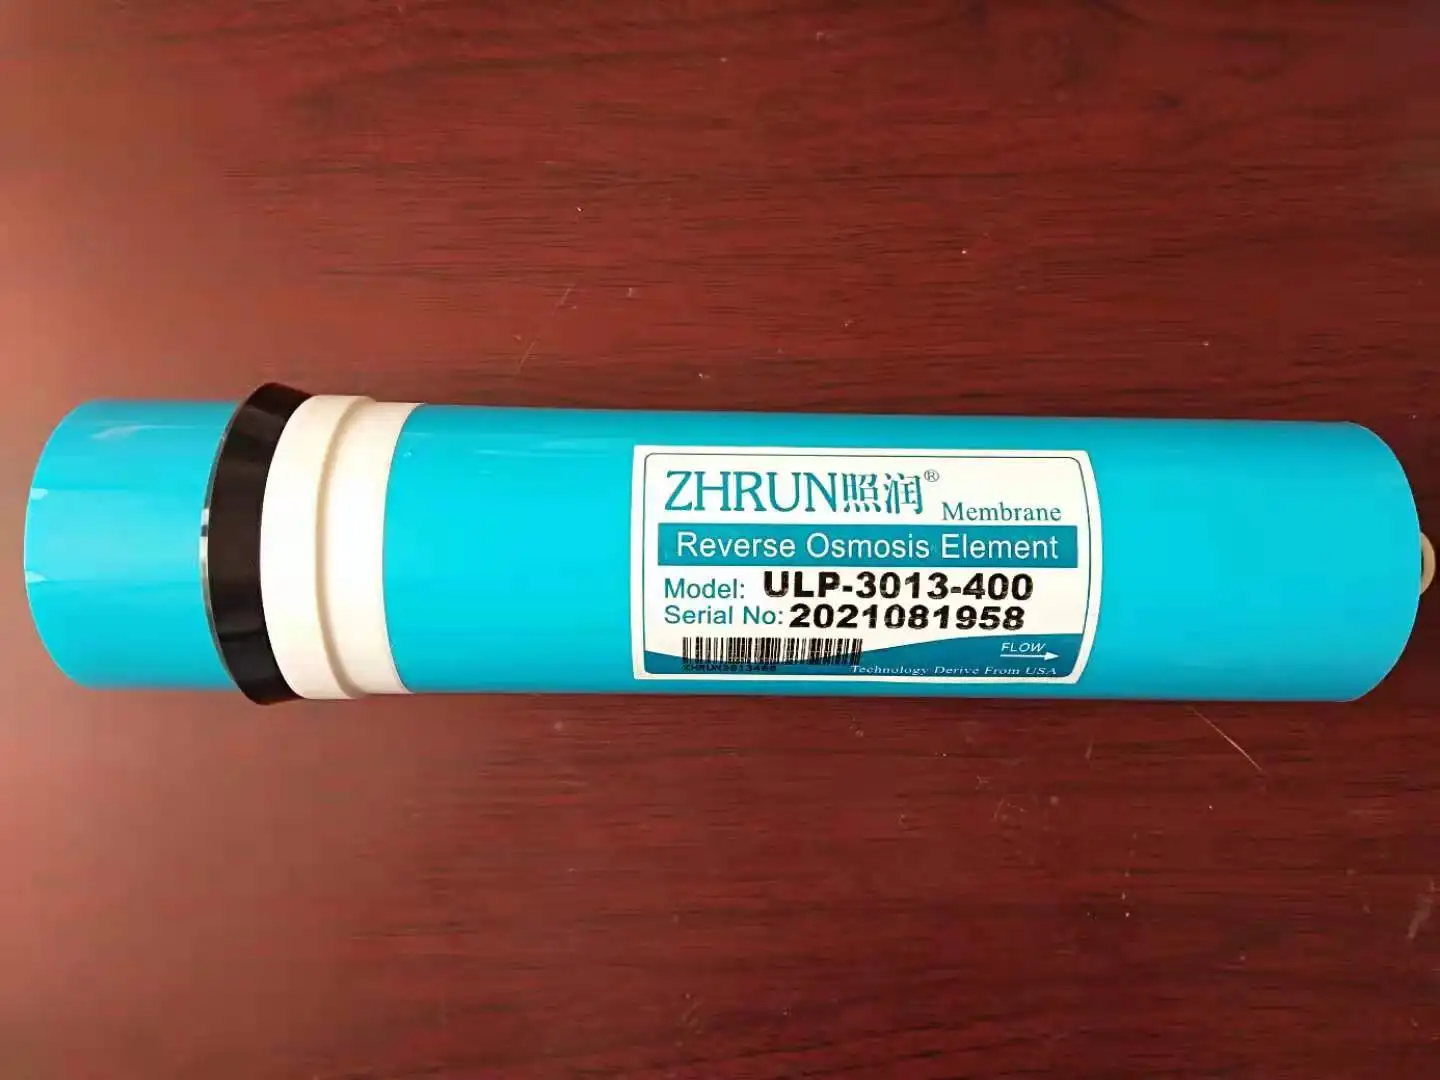 ZHRUN照润®
Membrane
Reverse Osmosis Element
Model: ULP-3013-400
Serial No: 2021081958
FLOW
ZHRUN3013400
Technology Derive From USA